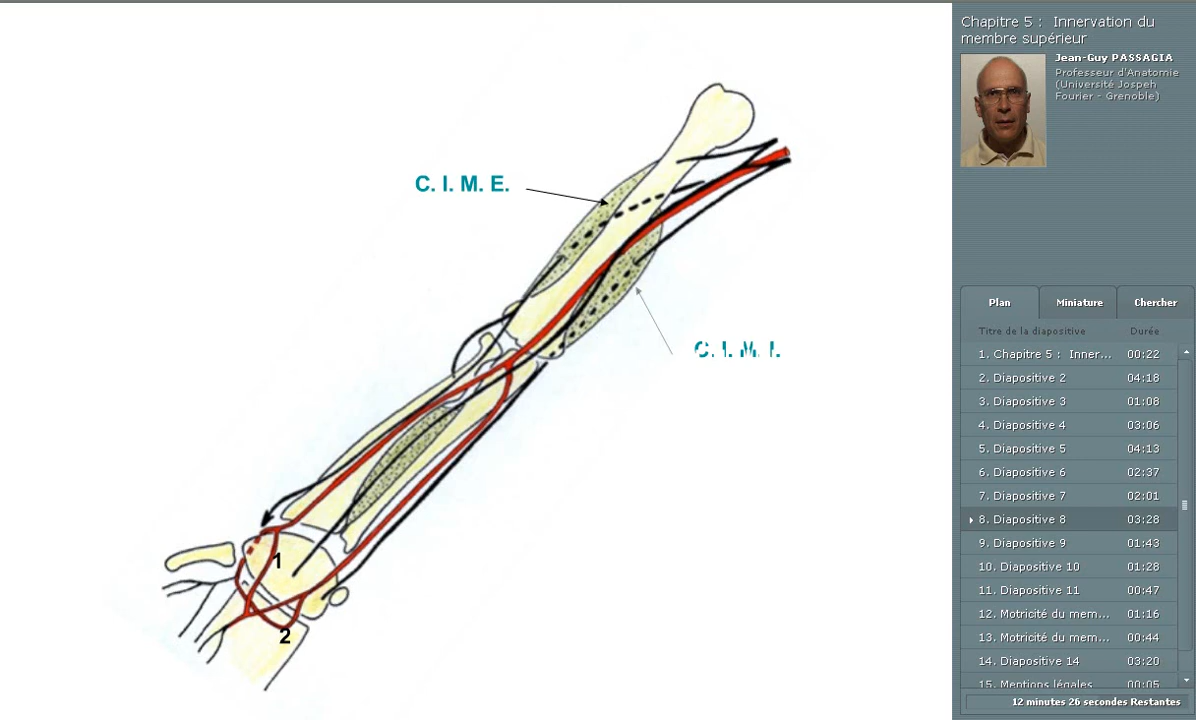 C. I. M. E.
C. I. M. I.
1
2
Chapitre 5 : Innervation du
membre supérieur
Jean-Guy PASSAGIA
Professeur d'Anatomie
(Université Jospeh
Fourier - Grenoble)
Plan
Miniature
Chercher
Titre de la diapositive Durée
1. Chapitre 5 : Inner... 00:22
2. Diapositive 2 04:18
3. Diapositive 3 01:08
4. Diapositive 4 03:06
5. Diapositive 5 04:13
6. Diapositive 6 02:37
7. Diapositive 7 02:01
8. Diapositive 8 03:28
9. Diapositive 9 01:43
10. Diapositive 10 01:28
11. Diapositive 11 00:47
12. Motricité du mem... 01:16
13. Motricité du mem... 00:44
14. Diapositive 14 03:20
15. Mentions légales 00:05
12 minutes 26 secondes Restantes